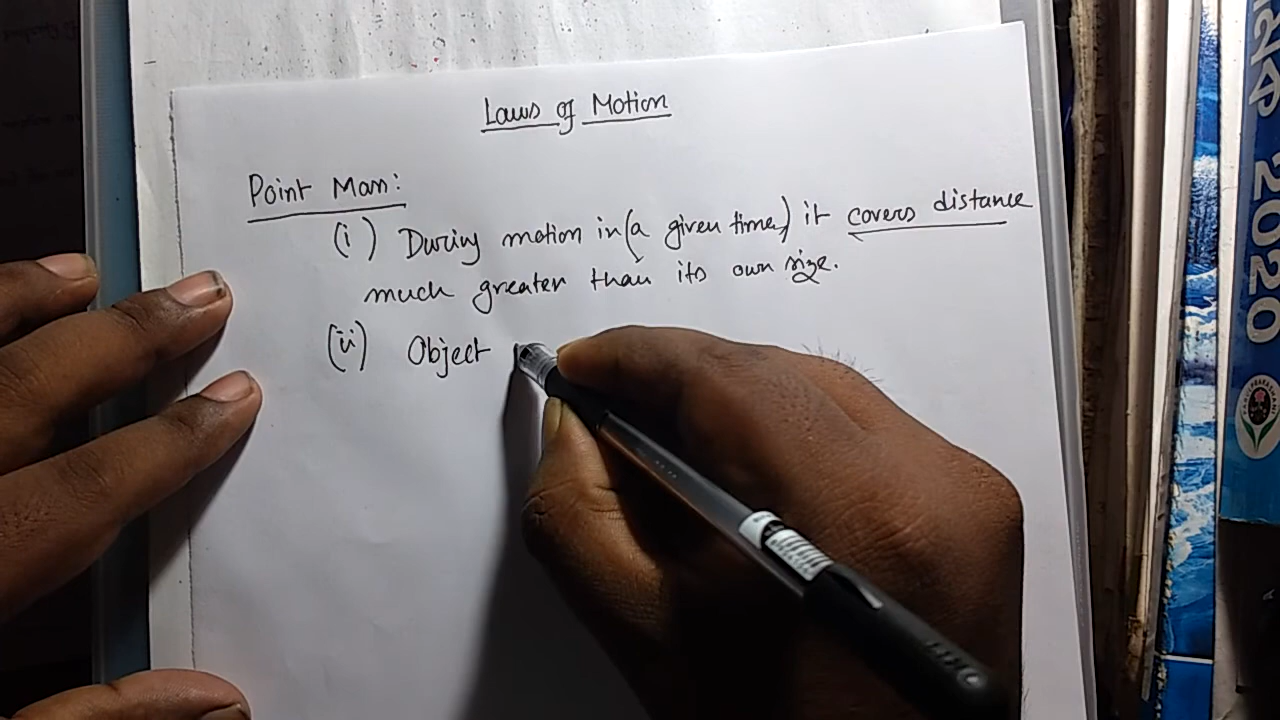 Laws of Motion
Point Mass:
(i) During motion in (a given time) it covers distance
much greater than its own size.
(ii) Object
2020